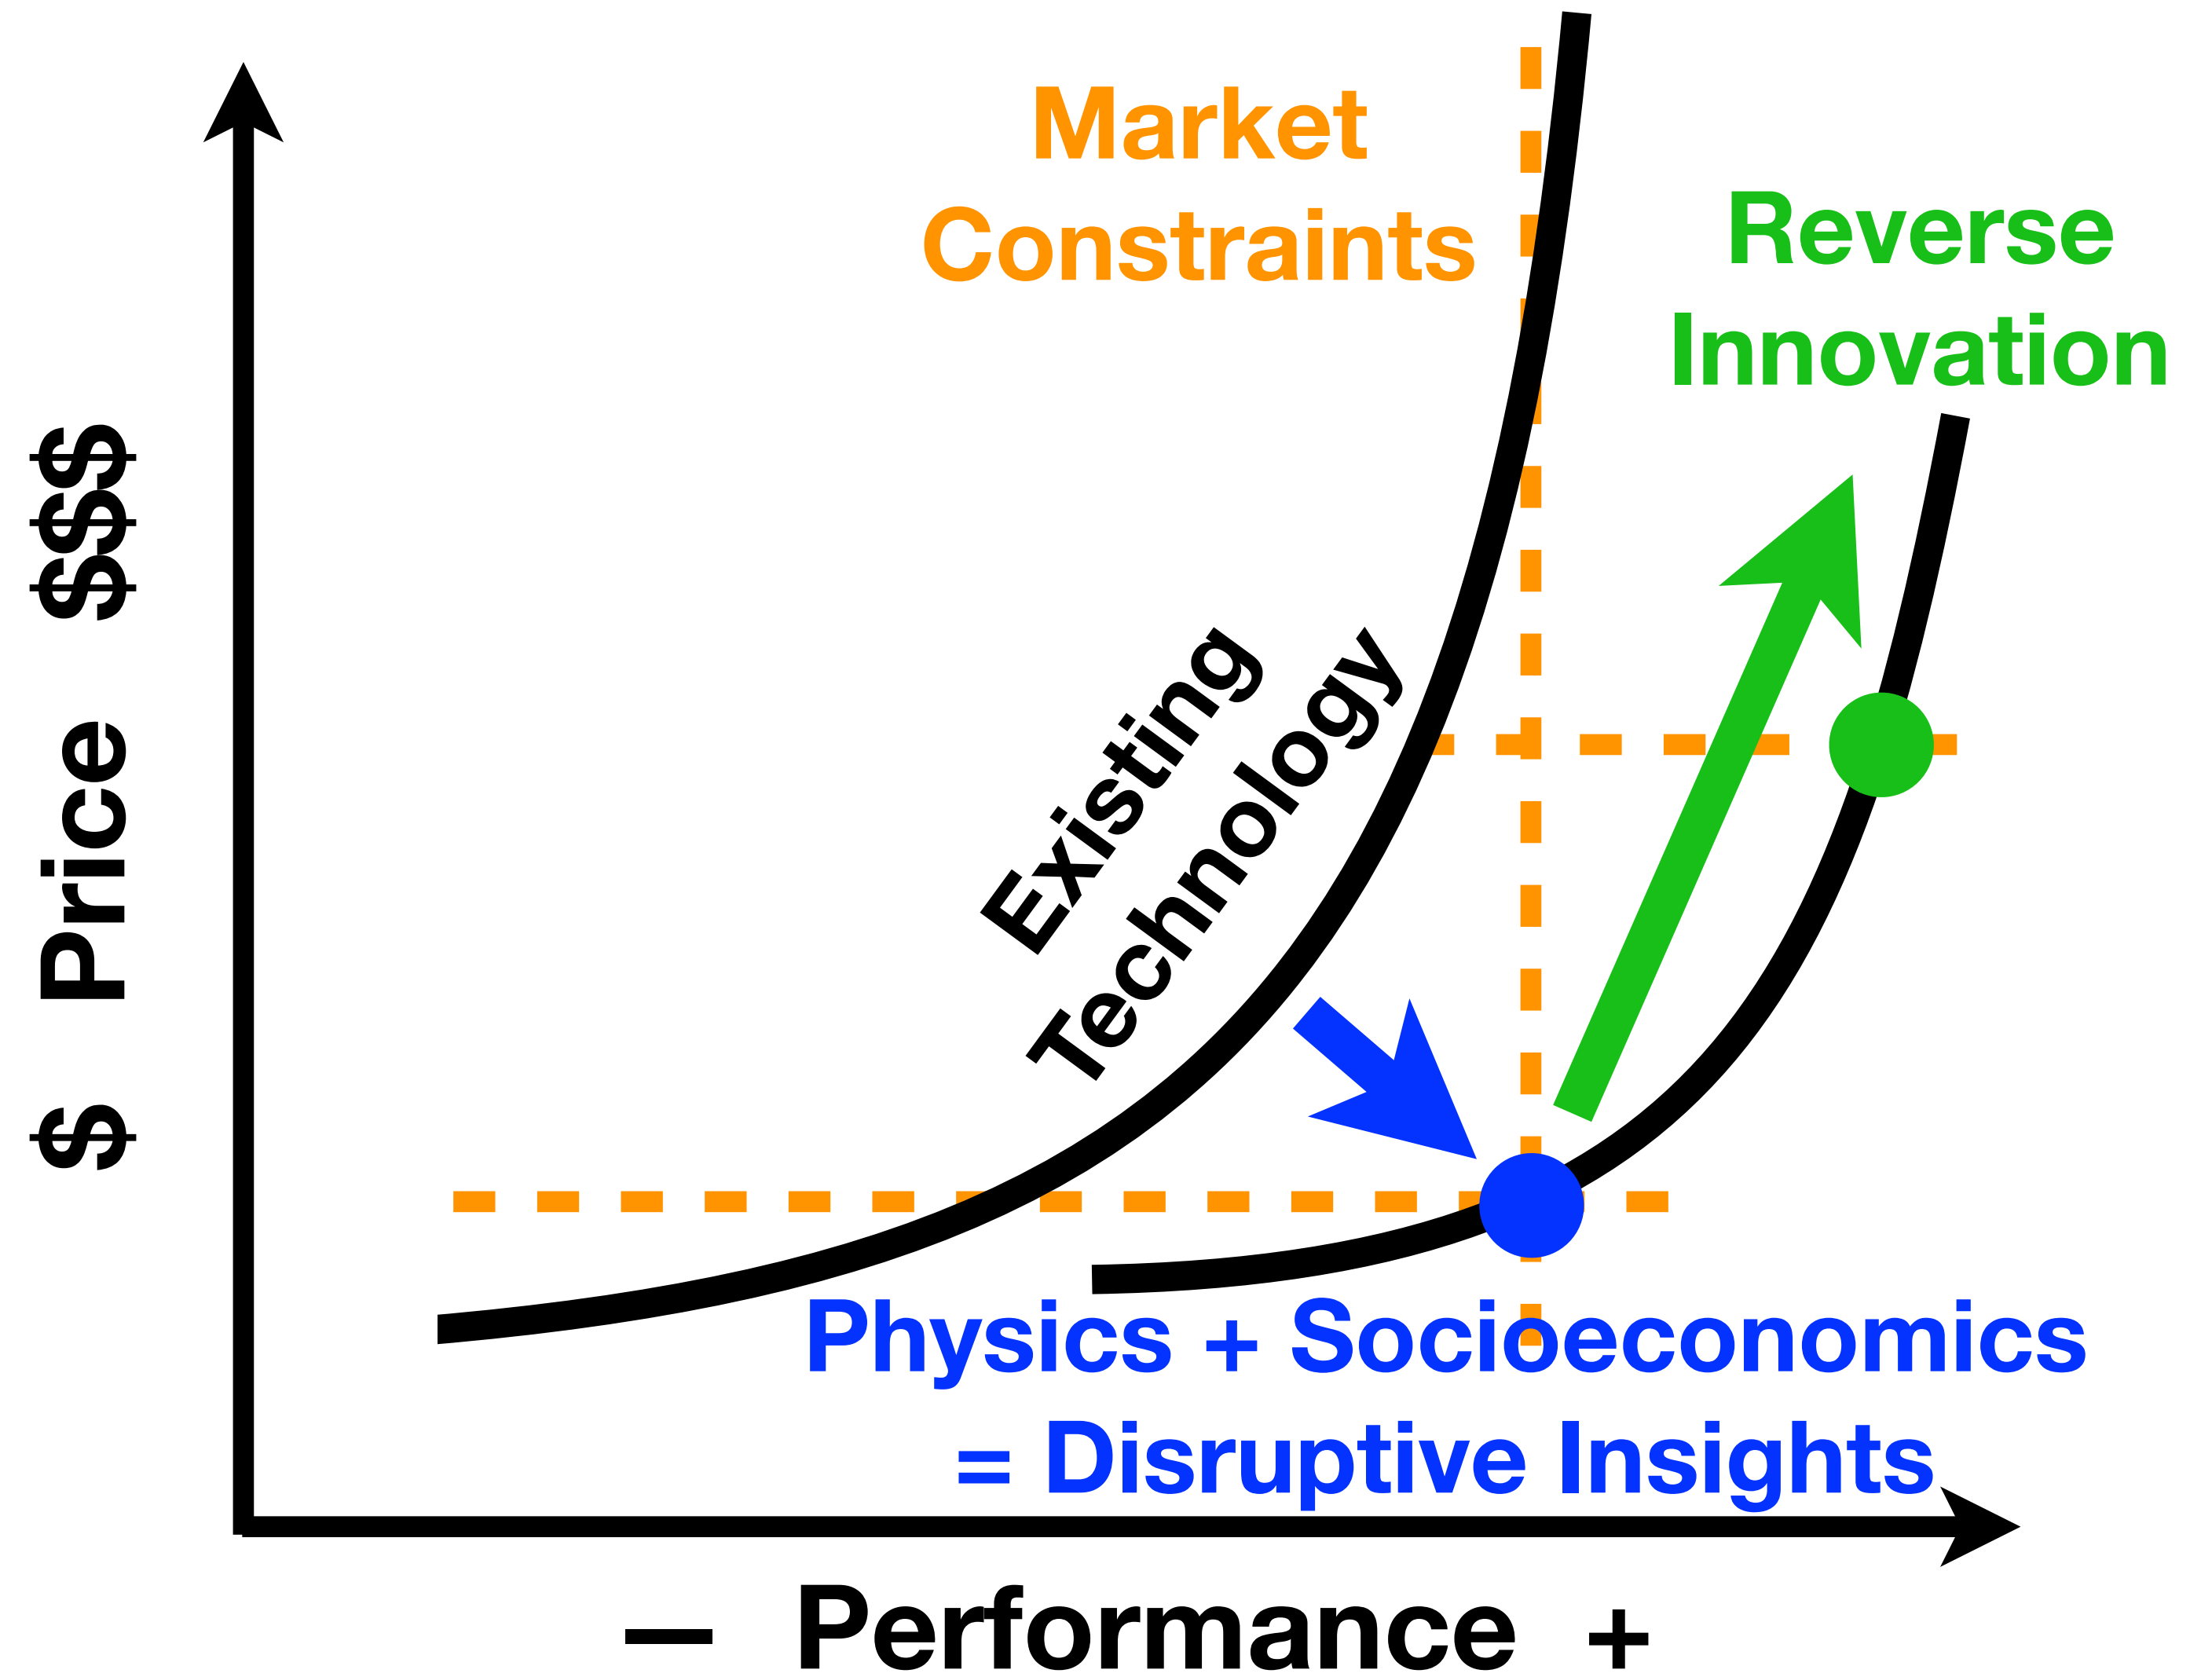 Market
Constraints
Reverse
Innovation
Existing
Technology
$ Price $$$
Physics + Socioeconomics
= Disruptive Insights
– Performance +